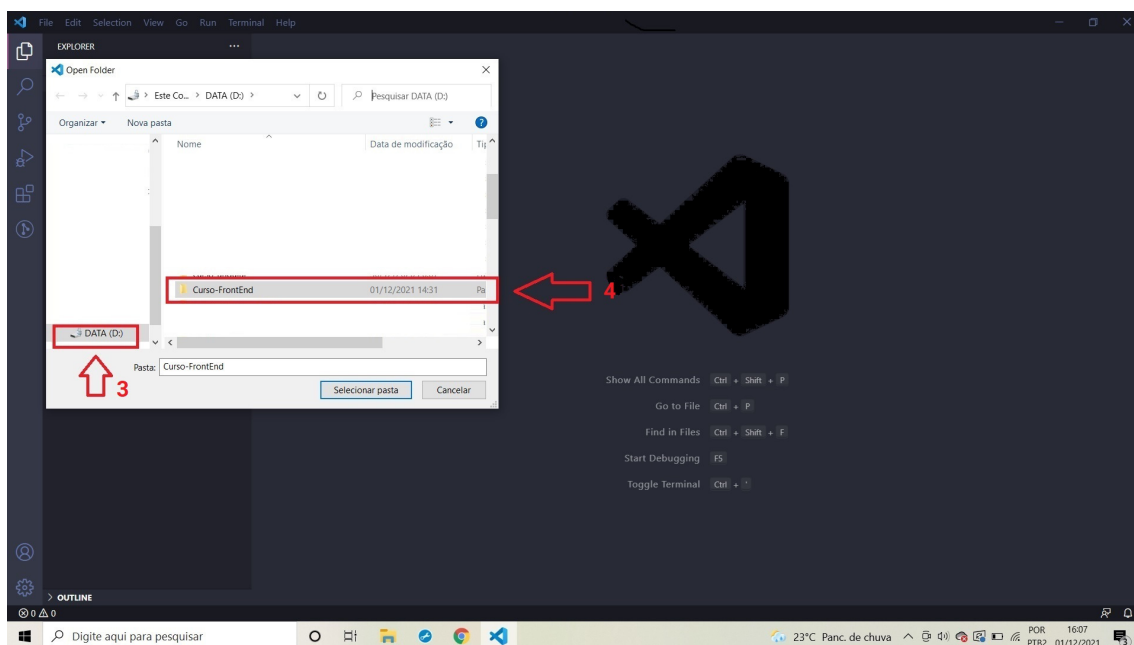 File Edit Selection View Go Run Terminal Help
EXPLORER ...
Open Folder
Este Co... > DATA (D:) >
Pesquisar DATA (D:)
Organizar Nova pasta
Nome Data de modificação
Curso-FrontEnd 01/12/2021 14:31 Pa
4
DATA (D:)
3
Pasta: Curso-FrontEnd
Selecionar pasta Cancelar
Show All Commands Ctrl + Shift + P
Go to File Ctrl + P
Find in Files Ctrl + Shift + F
Start Debugging F5
Toggle Terminal Ctrl + '
> OUTLINE
0 0
Digite aqui para pesquisar
23°C Panc. de chuva
POR 16:07
PTB2 01/12/2021
3